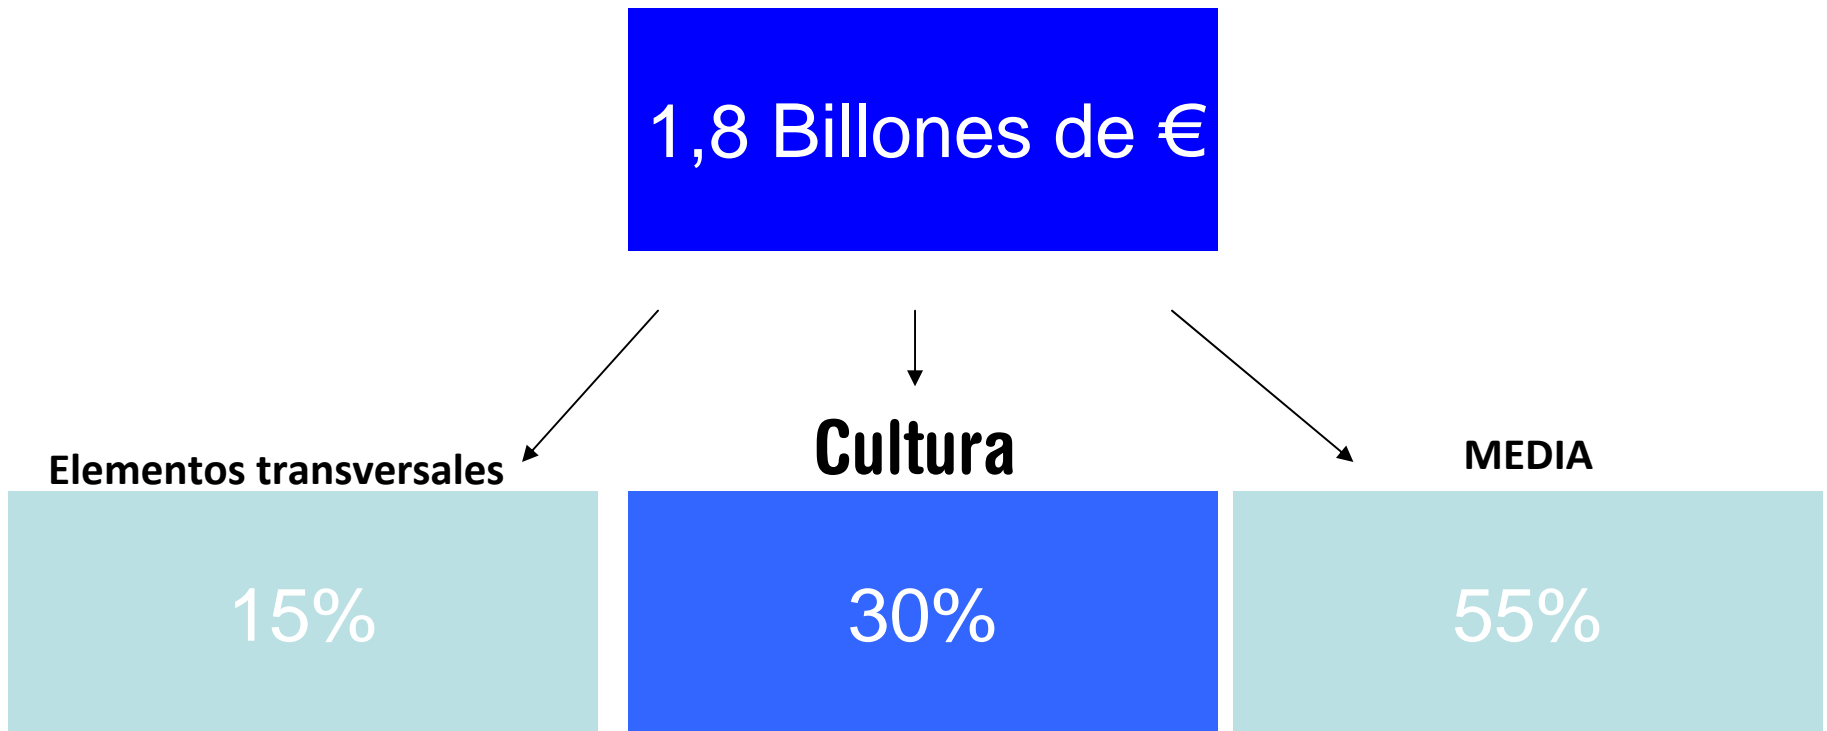 1,8 Billones de €
Elementos transversales
Cultura
MEDIA
15%
30%
55%